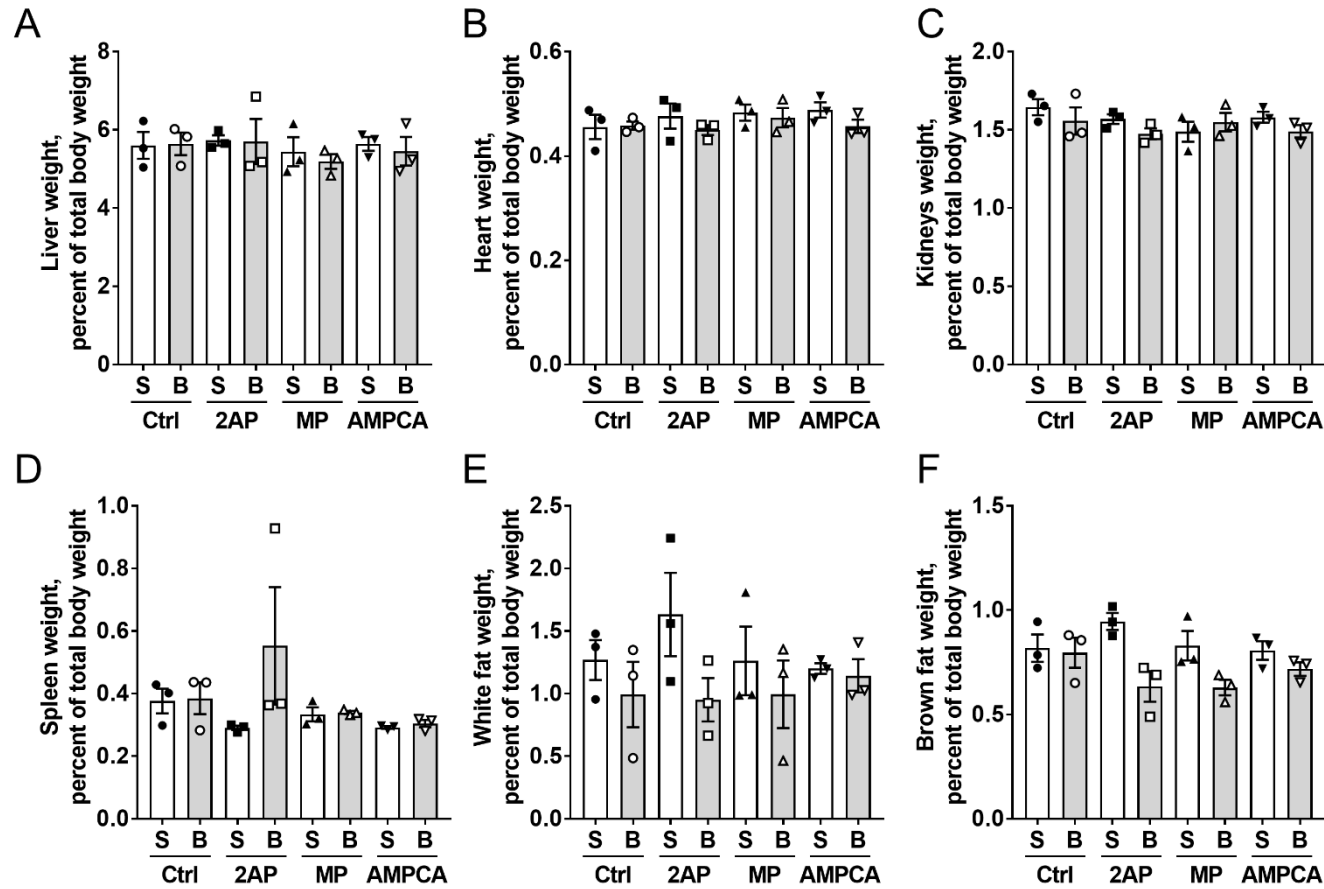 A
Liver weight,
percent of total body weight
8
6
4
2
0
S B S B S B S B
Ctrl 2AP MP AMPCA
B
Heart weight,
percent of total body weight
0.6
0.4
0.2
0.0
S B S B S B S B
Ctrl 2AP MP AMPCA
C
Kidneys weight,
percent of total body weight
2.0
1.5
1.0
0.5
0.0
S B S B S B S B
Ctrl 2AP MP AMPCA
D
Spleen weight,
percent of total body weight
1.0
0.8
0.6
0.4
0.2
0.0
S B S B S B S B
Ctrl 2AP MP AMPCA
E
White fat weight,
percent of total body weight
2.5
2.0
1.5
1.0
0.5
0.0
S B S B S B S B
Ctrl 2AP MP AMPCA
F
Brown fat weight,
percent of total body weight
1.5
1.0
0.5
0.0
S B S B S B S B
Ctrl 2AP MP AMPCA